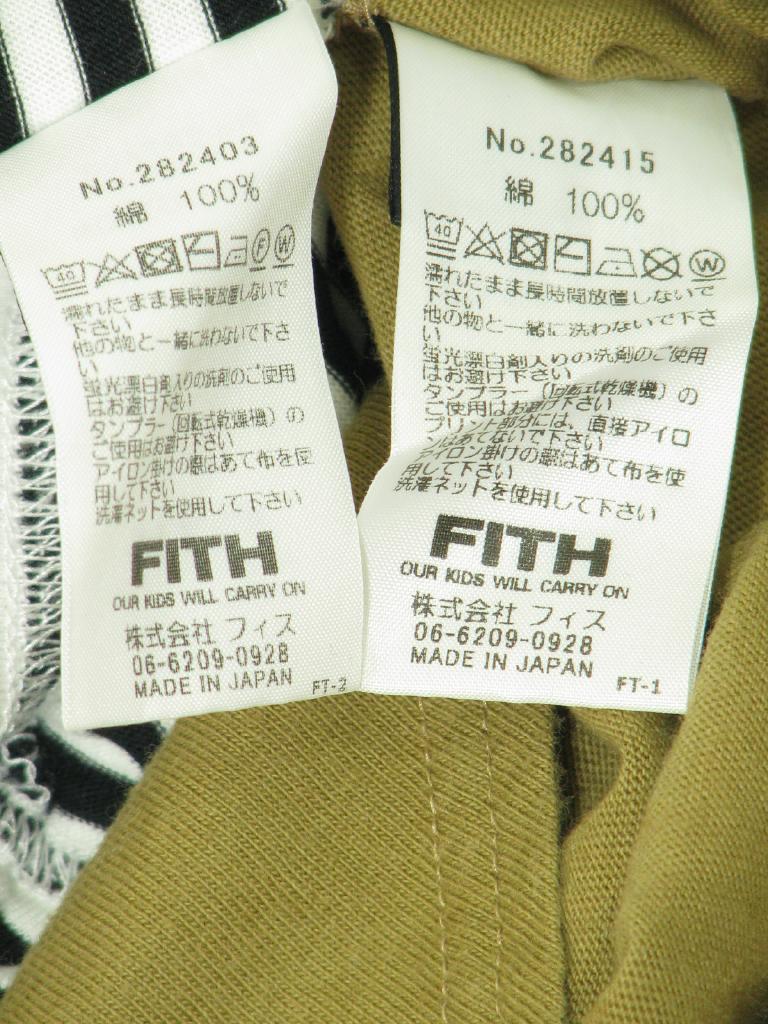 No.282403
綿 100%
40
F
W
濡れたまま長時間放置しないで
下さい
他の物と一緒に洗わないで下さ
い
蛍光漂白剤入りの洗剤のご使用
はお避け下さい
タンブラー（回転式乾燥機）の
ご使用はお避け下さい
アイロン掛けの際はあて布を使
用して下さい
洗濯ネットを使用して下さい
FITH
OUR KIDS WILL CARRY ON
株式会社 フィス
06-6209-0928
MADE IN JAPAN
FT-2
No.282415
綿 100%
40
W
濡れたまま長時間放置しないで
下さい
他の物と一緒に洗わないで下さ
い
蛍光漂白剤入りの洗剤のご使用
はお避け下さい
タンブラー（回転式乾燥機）の
ご使用はお避け下さい
プリント部分には、直接アイロ
ンはあてないで下さい
アイロン掛けの際はあて布を使
用して下さい
洗濯ネットを使用して下さい
FITH
OUR KIDS WILL CARRY ON
株式会社 フィス
06-6209-0928
MADE IN JAPAN
FT-1